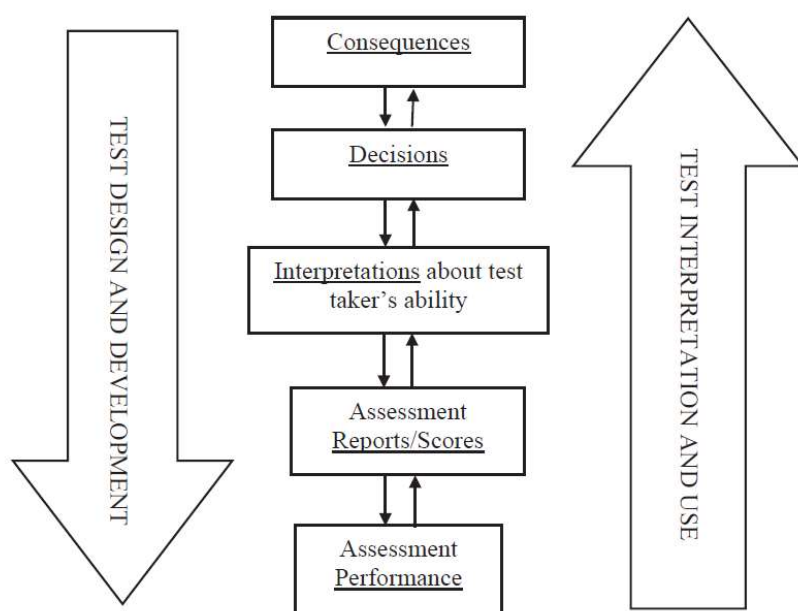 TEST DESIGN AND DEVELOPMENT
Consequences
Decisions
Interpretations about test
taker’s ability
Assessment
Reports/Scores
Assessment
Performance
TEST INTERPRETATION AND USE